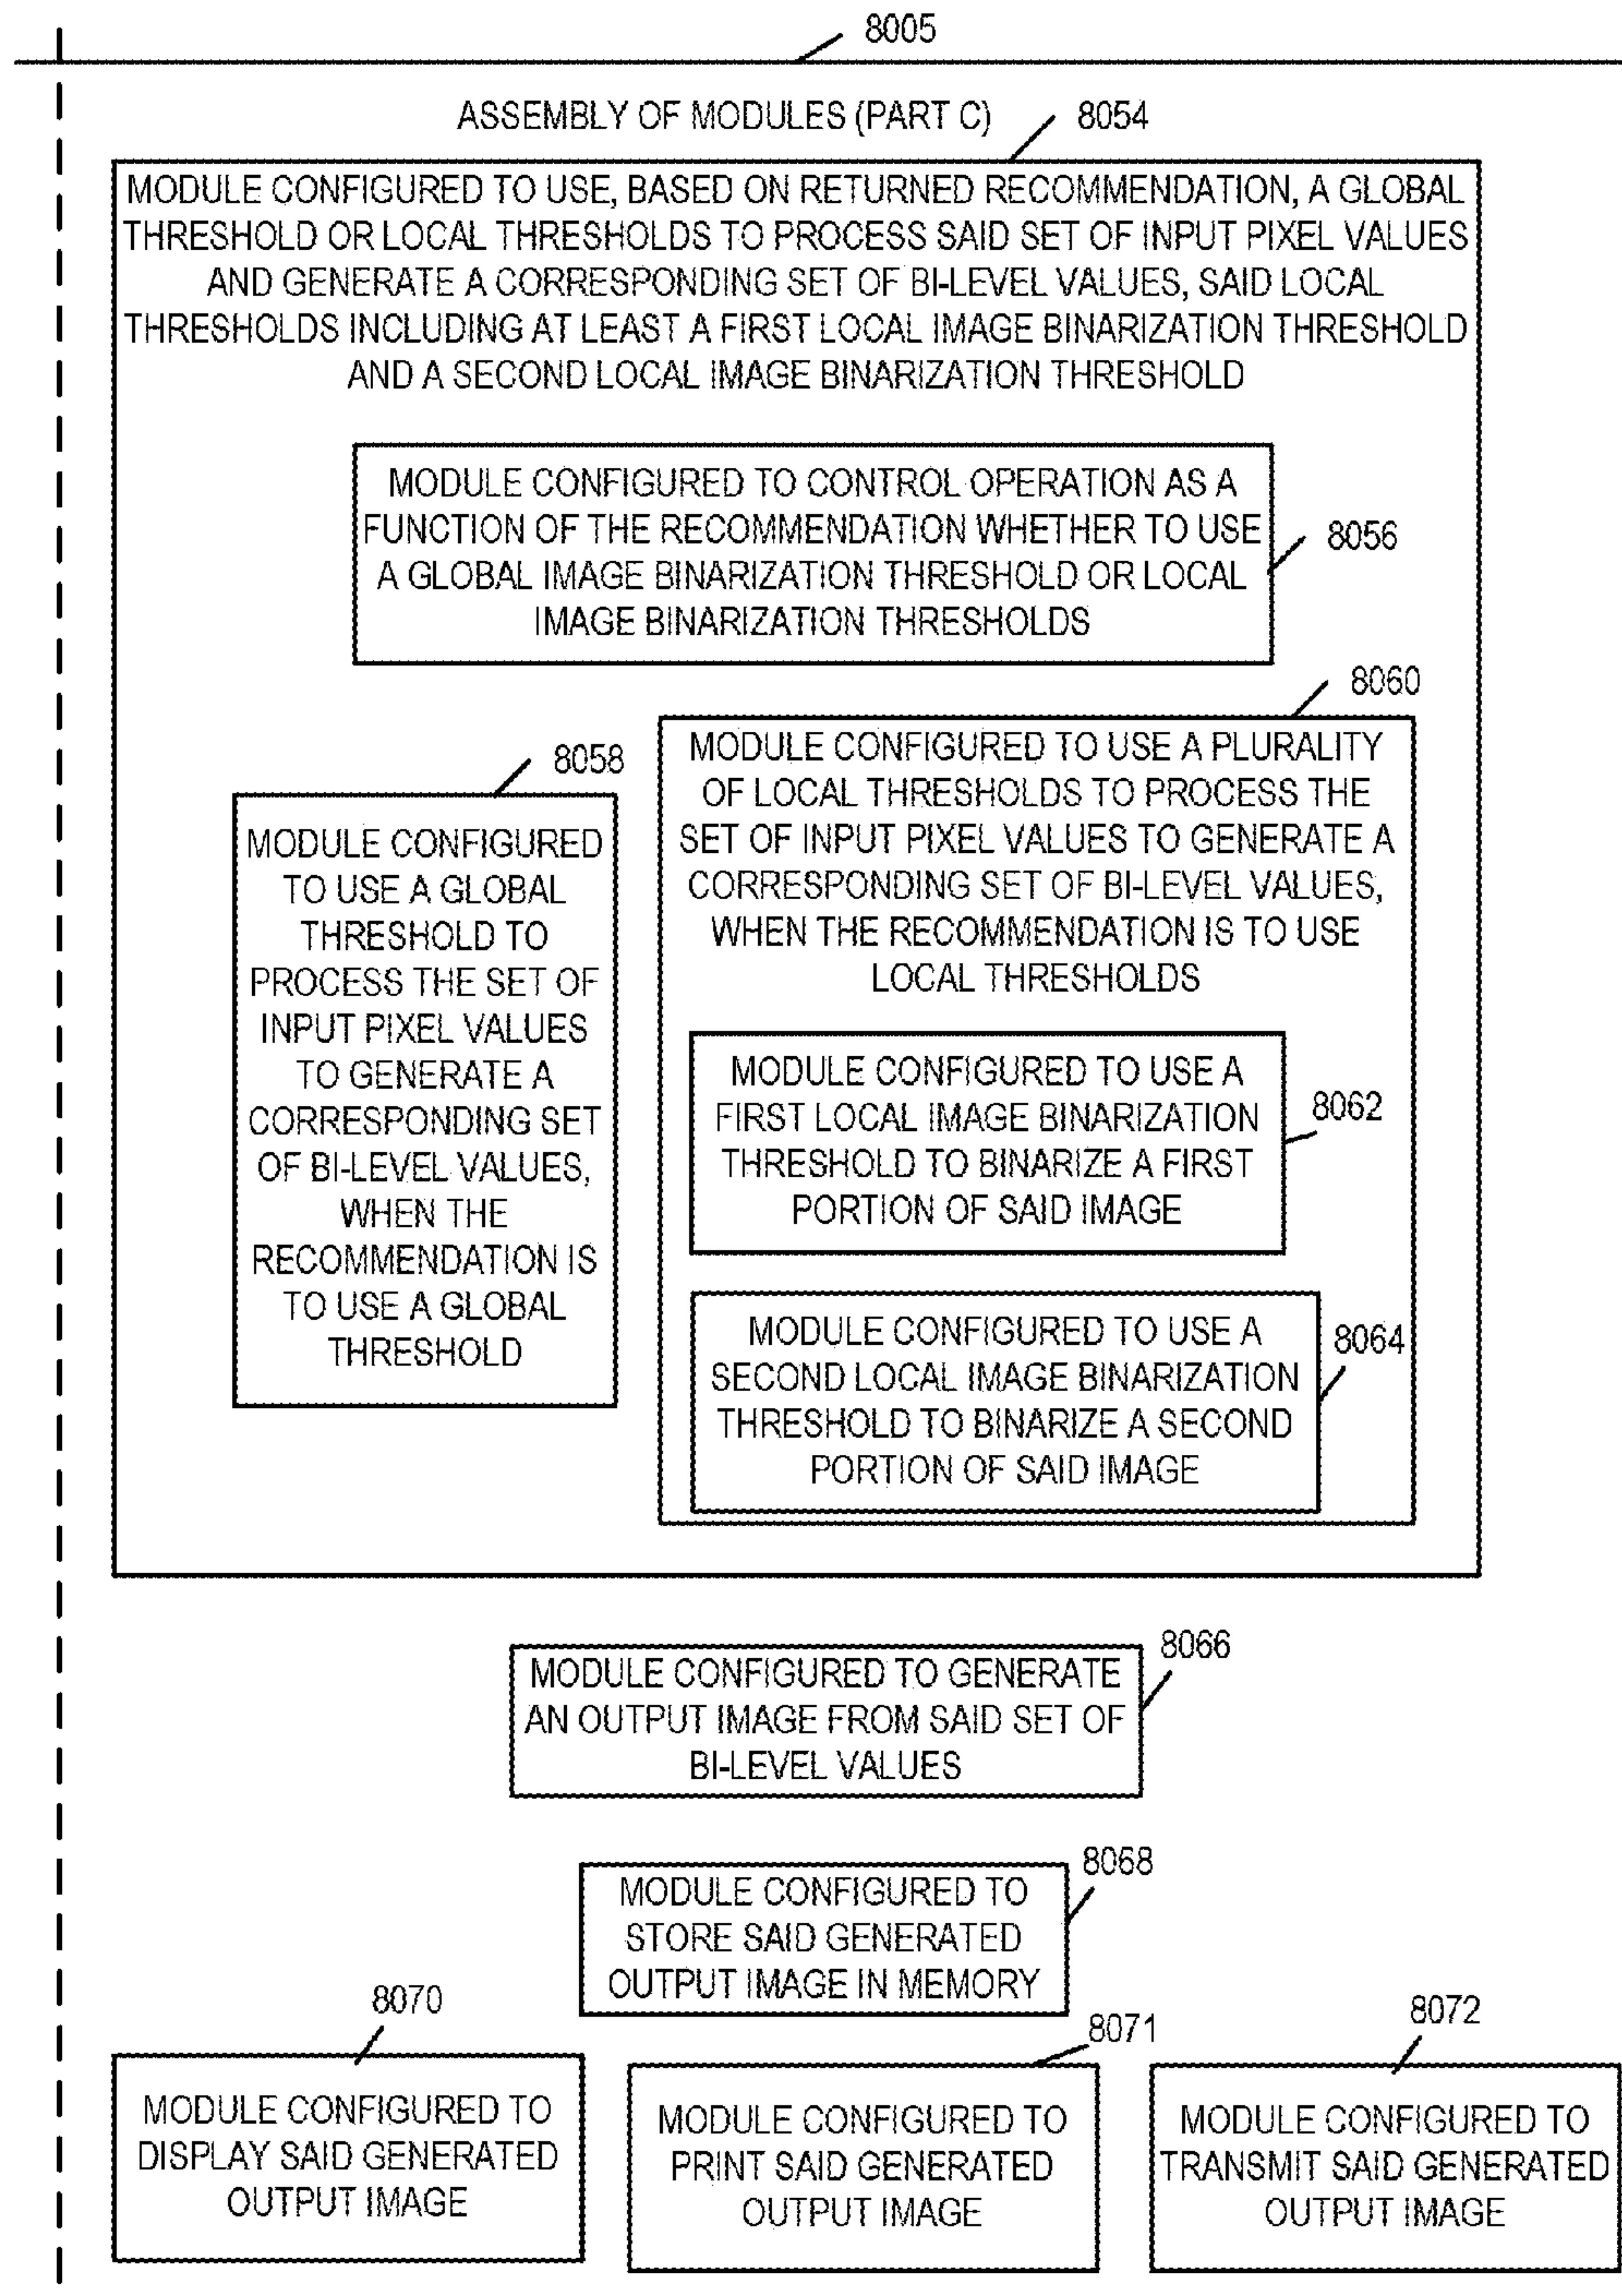 8005
ASSEMBLY OF MODULES (PART C)
8054
MODULE CONFIGURED TO USE, BASED ON RETURNED RECOMMENDATION, A GLOBAL
THRESHOLD OR LOCAL THRESHOLDS TO PROCESS SAID SET OF INPUT PIXEL VALUES
AND GENERATE A CORRESPONDING SET OF BI-LEVEL VALUES, SAID LOCAL
THRESHOLDS INCLUDING AT LEAST A FIRST LOCAL IMAGE BINARIZATION THRESHOLD
AND A SECOND LOCAL IMAGE BINARIZATION THRESHOLD
MODULE CONFIGURED TO CONTROL OPERATION AS A
FUNCTION OF THE RECOMMENDATION WHETHER TO USE
A GLOBAL IMAGE BINARIZATION THRESHOLD OR LOCAL
IMAGE BINARIZATION THRESHOLDS
8056
8058
MODULE CONFIGURED
TO USE A GLOBAL
THRESHOLD TO
PROCESS THE SET OF
INPUT PIXEL VALUES
TO GENERATE A
CORRESPONDING SET
OF BI-LEVEL VALUES,
WHEN THE
RECOMMENDATION IS
TO USE A GLOBAL
THRESHOLD
8060
MODULE CONFIGURED TO USE A PLURALITY
OF LOCAL THRESHOLDS TO PROCESS THE
SET OF INPUT PIXEL VALUES TO GENERATE A
CORRESPONDING SET OF BI-LEVEL VALUES,
WHEN THE RECOMMENDATION IS TO USE
LOCAL THRESHOLDS
MODULE CONFIGURED TO USE A
FIRST LOCAL IMAGE BINARIZATION
THRESHOLD TO BINARIZE A FIRST
PORTION OF SAID IMAGE
8062
MODULE CONFIGURED TO USE A
SECOND LOCAL IMAGE BINARIZATION
THRESHOLD TO BINARIZE A SECOND
PORTION OF SAID IMAGE
8064
8066
MODULE CONFIGURED TO GENERATE
AN OUTPUT IMAGE FROM SAID SET OF
BI-LEVEL VALUES
8068
MODULE CONFIGURED TO
STORE SAID GENERATED
OUTPUT IMAGE IN MEMORY
8070
MODULE CONFIGURED TO
DISPLAY SAID GENERATED
OUTPUT IMAGE
8071
MODULE CONFIGURED TO
PRINT SAID GENERATED
OUTPUT IMAGE
8072
MODULE CONFIGURED TO
TRANSMIT SAID GENERATED
OUTPUT IMAGE